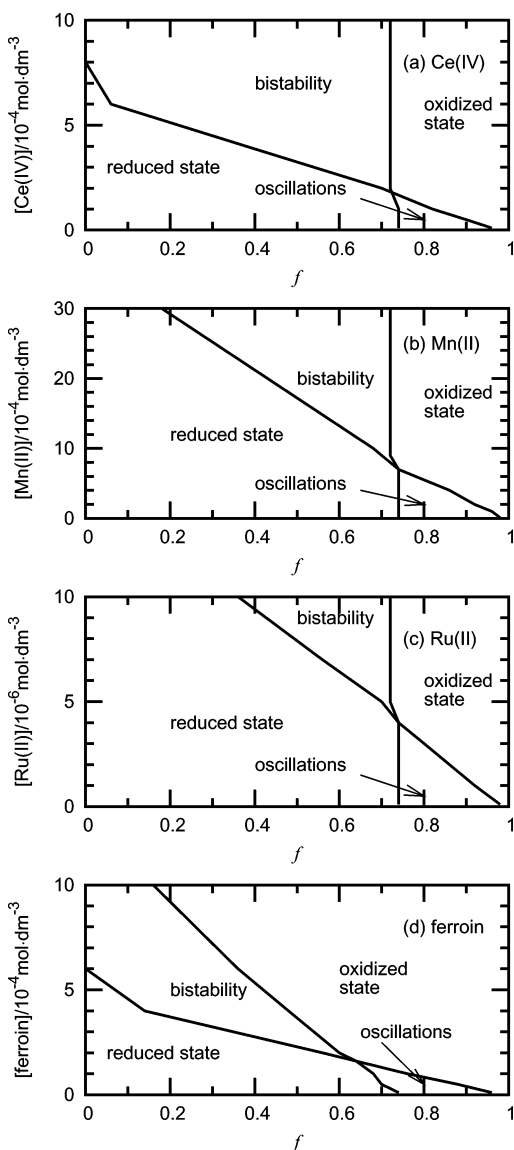 10
(a) Ce(IV)
bistability
oxidized
state
5
reduced state
oscillations
0
0 0.2 0.4 0.6 0.8 1
f
[Ce(IV)]/10⁻⁴mol·dm⁻³
30
(b) Mn(II)
bistability
oxidized
state
20
reduced state
10
oscillations
0
0 0.2 0.4 0.6 0.8 1
f
[Mn(II)]/10⁻⁴mol·dm⁻³
10
bistability
(c) Ru(II)
oxidized
state
5
reduced state
oscillations
0
0 0.2 0.4 0.6 0.8 1
f
[Ru(II)]/10⁻⁶mol·dm⁻³
10
(d) ferroin
oxidized
state
bistability
5
oscillations
reduced state
0
0 0.2 0.4 0.6 0.8 1
f
[ferroin]/10⁻⁴mol·dm⁻³